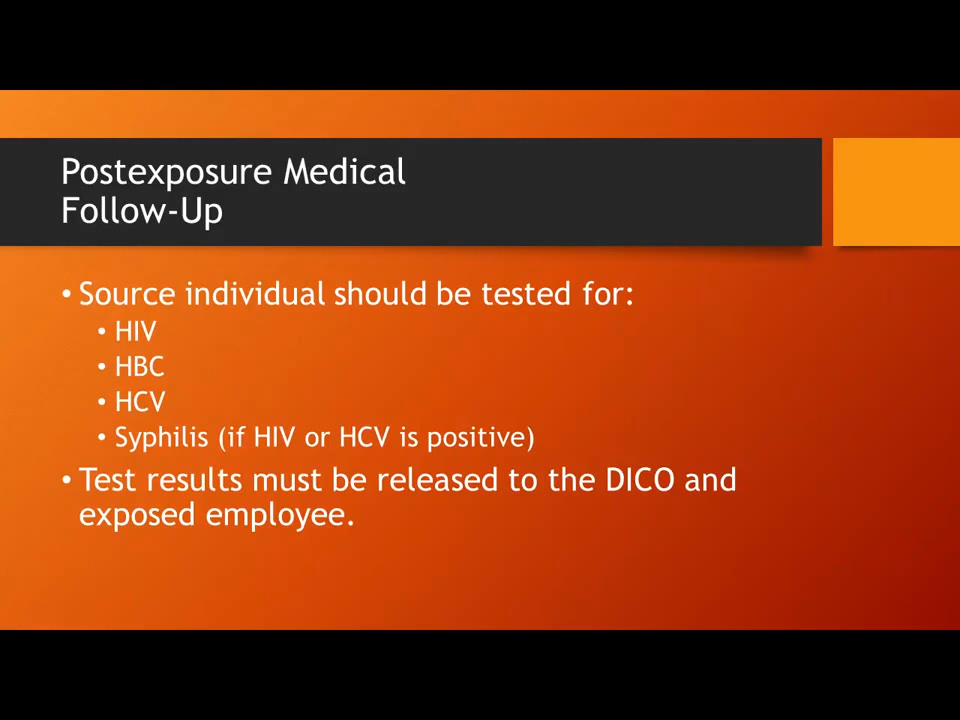 Postexposure Medical
Follow-Up
• Source individual should be tested for:
• HIV
• HBC
• HCV
• Syphilis (if HIV or HCV is positive)
• Test results must be released to the DICO and
exposed employee.